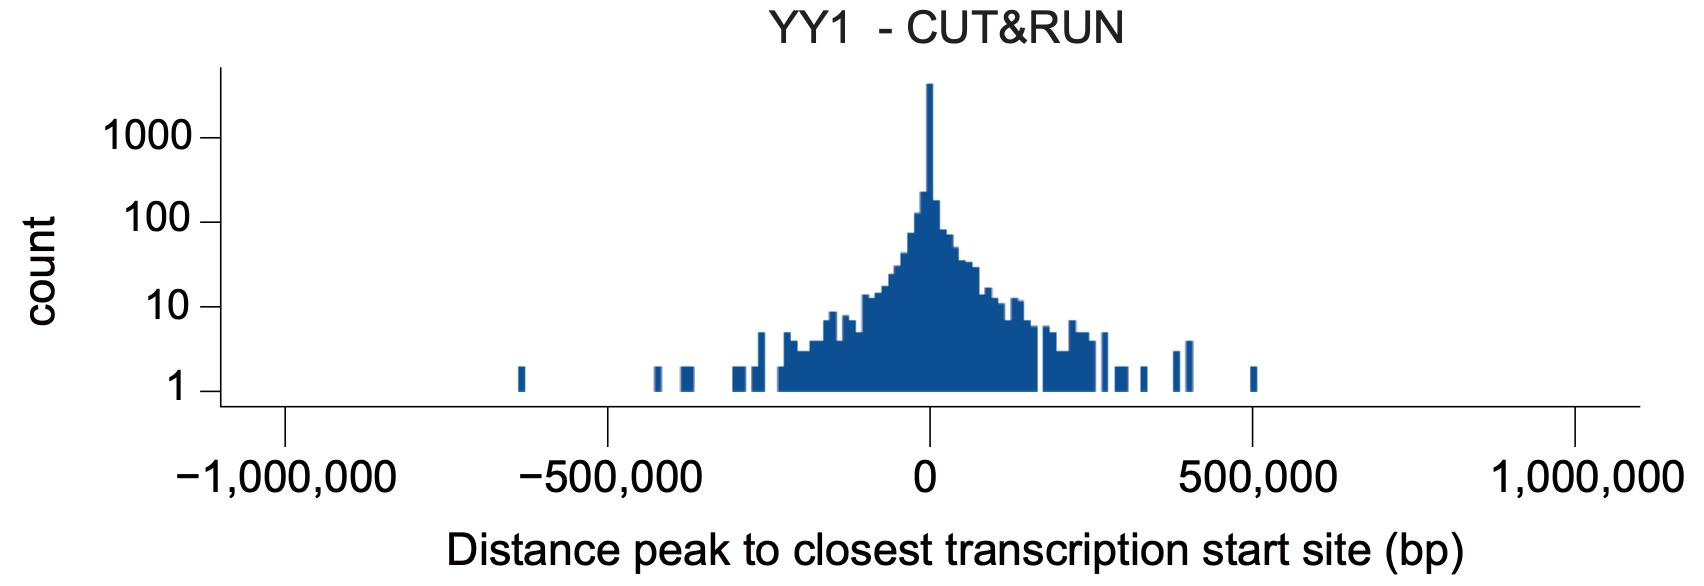 YY1 - CUT&RUN
count
1000
100
10
1
−1,000,000 −500,000 0 500,000 1,000,000
Distance peak to closest transcription start site (bp)